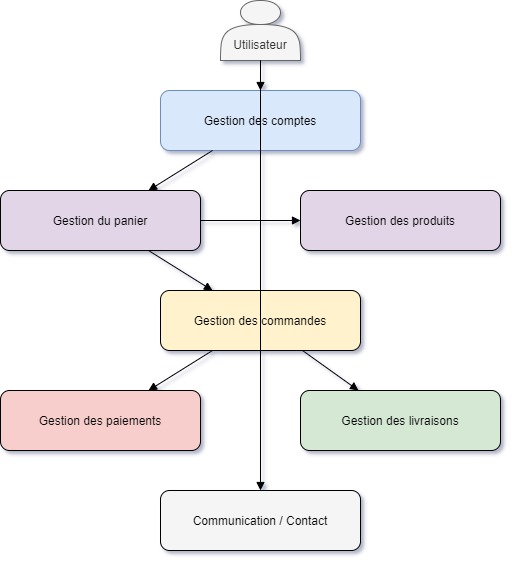 Utilisateur
Gestion des comptes
Gestion du panier
Gestion des produits
Gestion des commandes
Gestion des paiements
Gestion des livraisons
Communication / Contact